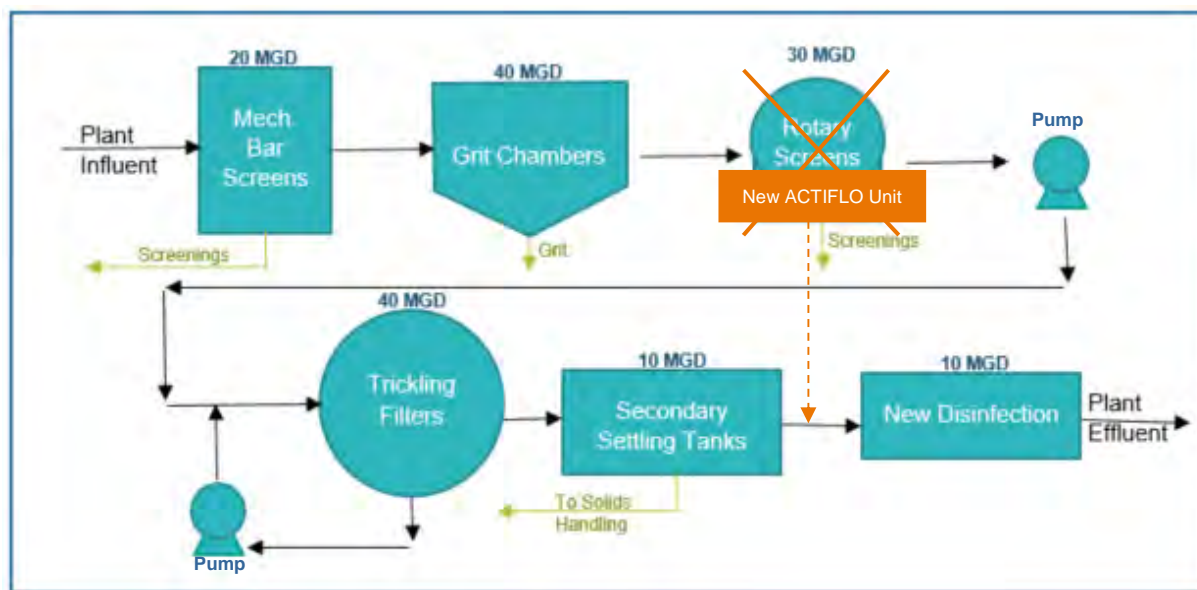 20 MGD
40 MGD
30 MGD
Plant
Influent
Mech.
Bar
Screens
Grit Chambers
Rotary
Screens
New ACTIFLO Unit
Pump
Screenings
Grit
Screenings
40 MGD
10 MGD
10 MGD
Trickling
Filters
Secondary
Settling Tanks
New Disinfection
Plant
Effluent
To Solids
Handling
Pump